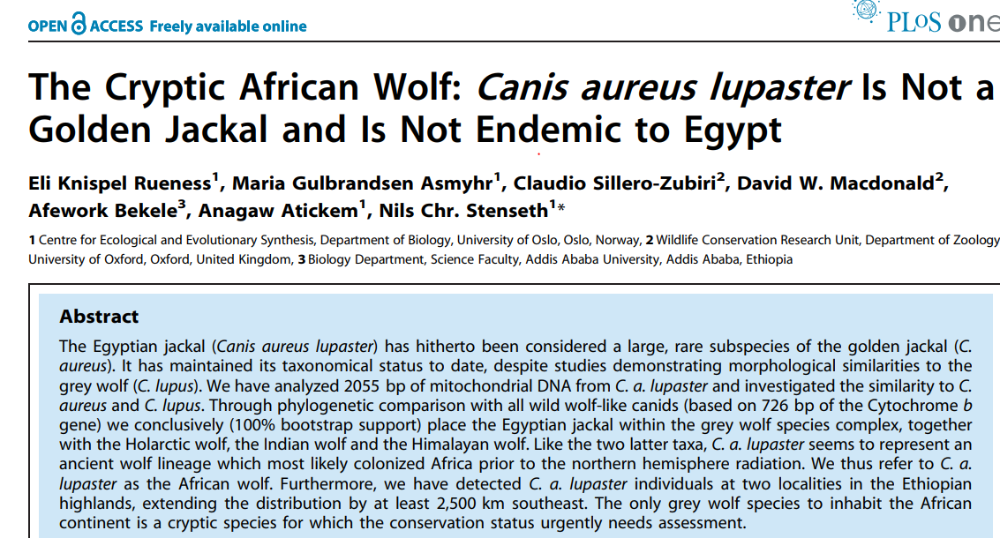 OPEN ACCESS Freely available online
PLoS one
The Cryptic African Wolf: Canis aureus lupaster Is Not a
Golden Jackal and Is Not Endemic to Egypt
Eli Knispel Rueness1, Maria Gulbrandsen Asmyhr1, Claudio Sillero-Zubiri2, David W. Macdonald2,
Afework Bekele3, Anagaw Atickem1, Nils Chr. Stenseth1*
1 Centre for Ecological and Evolutionary Synthesis, Department of Biology, University of Oslo, Oslo, Norway, 2 Wildlife Conservation Research Unit, Department of Zoology
University of Oxford, Oxford, United Kingdom, 3 Biology Department, Science Faculty, Addis Ababa University, Addis Ababa, Ethiopia
Abstract
The Egyptian jackal (Canis aureus lupaster) has hitherto been considered a large, rare subspecies of the golden jackal (C.
aureus). It has maintained its taxonomical status to date, despite studies demonstrating morphological similarities to the
grey wolf (C. lupus). We have analyzed 2055 bp of mitochondrial DNA from C. a. lupaster and investigated the similarity to C.
aureus and C. lupus. Through phylogenetic comparison with all wild wolf-like canids (based on 726 bp of the Cytochrome b
gene) we conclusively (100% bootstrap support) place the Egyptian jackal within the grey wolf species complex, together
with the Holarctic wolf, the Indian wolf and the Himalayan wolf. Like the two latter taxa, C. a. lupaster seems to represent an
ancient wolf lineage which most likely colonized Africa prior to the northern hemisphere radiation. We thus refer to C. a.
lupaster as the African wolf. Furthermore, we have detected C. a. lupaster individuals at two localities in the Ethiopian
highlands, extending the distribution by at least 2,500 km southeast. The only grey wolf species to inhabit the African
continent is a cryptic species for which the conservation status urgently needs assessment.